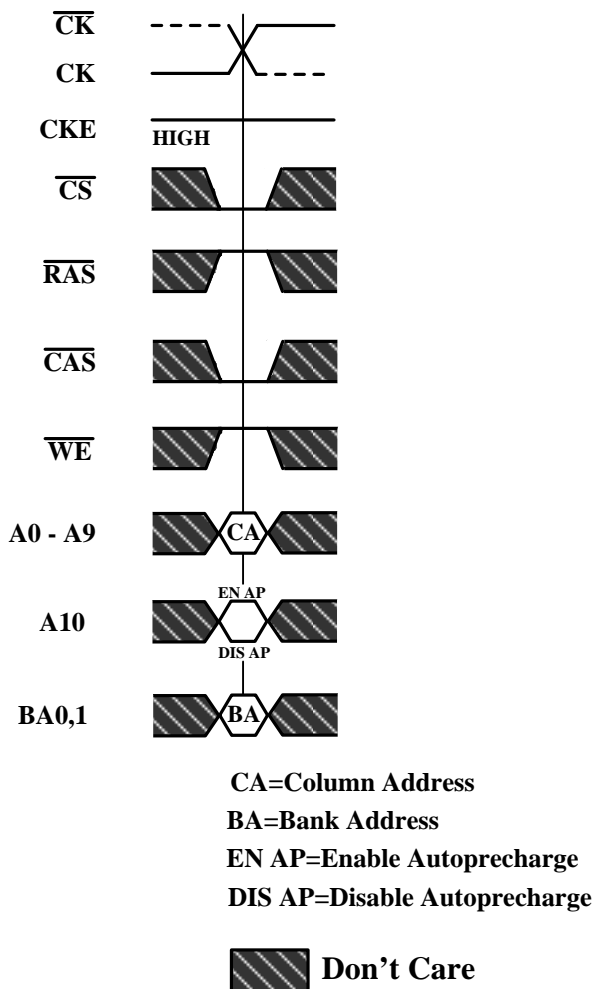 CK
CK
CKE
HIGH
CS
RAS
CAS
WE
A0 - A9
CA
EN AP
A10
DIS AP
BA0,1
BA
CA=Column Address
BA=Bank Address
EN AP=Enable Autoprecharge
DIS AP=Disable Autoprecharge
Don't Care